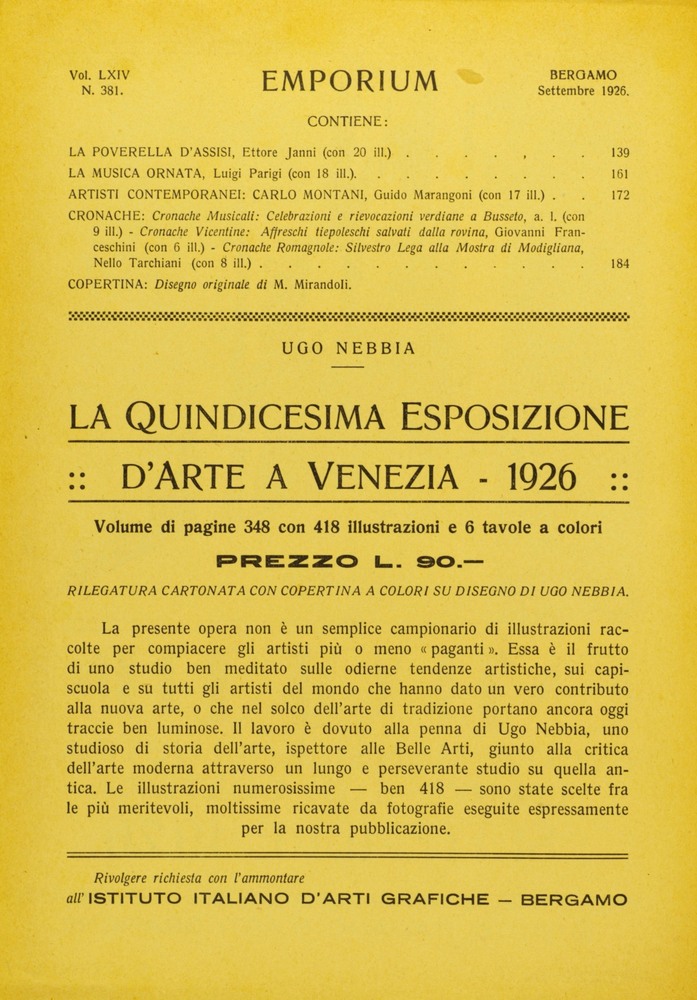 Vol. LXIV
N. 381.
EMPORIUM
BERGAMO
Settembre 1926.
CONTIENE:
LA POVERELLA D'ASSISI, Ettore Janni (con 20 ill.) . . . . , . . 139
LA MUSICA ORNATA, Luigi Parigi (con 18 ill.). . . . . . . . 161
ARTISTI CONTEMPORANEI: CARLO MONTANI, Guido Marangoni (con 17 ill.) . . 172
CRONACHE: Cronache Musicali: Celebrazioni e rievocazioni verdiane a Busseto, a. l. (con
9 ill.) - Cronache Vicentine: Affreschi tiepoleschi salvati dalla rovina, Giovanni Fran-
ceschini (con 6 ill.) - Cronache Romagnole: Silvestro Lega alla Mostra di Modigliana,
Nello Tarchiani (con 8 ill.) . . . . . . . . . . . 184
COPERTINA: Disegno originale di M. Mirandoli.
UGO NEBBIA
LA QUINDICESIMA ESPOSIZIONE
:: D'ARTE A VENEZIA - 1926 ::
Volume di pagine 348 con 418 illustrazioni e 6 tavole a colori
PREZZO L. 90.—
RILEGATURA CARTONATA CON COPERTINA A COLORI SU DISEGNO DI UGO NEBBIA.
La presente opera non è un semplice campionario di illustrazioni rac-
colte per compiacere gli artisti più o meno « paganti ». Essa è il frutto
di uno studio ben meditato sulle odierne tendenze artistiche, sui capi-
scuola e su tutti gli artisti del mondo che hanno dato un vero contributo
alla nuova arte, o che nel solco dell'arte di tradizione portano ancora oggi
traccie ben luminose. Il lavoro è dovuto alla penna di Ugo Nebbia, uno
studioso di storia dell'arte, ispettore alle Belle Arti, giunto alla critica
dell'arte moderna attraverso un lungo e perseverante studio su quella an-
tica. Le illustrazioni numerosissime — ben 418 — sono state scelte fra
le più meritevoli, moltissime ricavate da fotografie eseguite espressamente
per la nostra pubblicazione.
Rivolgere richiesta con l'ammontare
all' ISTITUTO ITALIANO D'ARTI GRAFICHE — BERGAMO